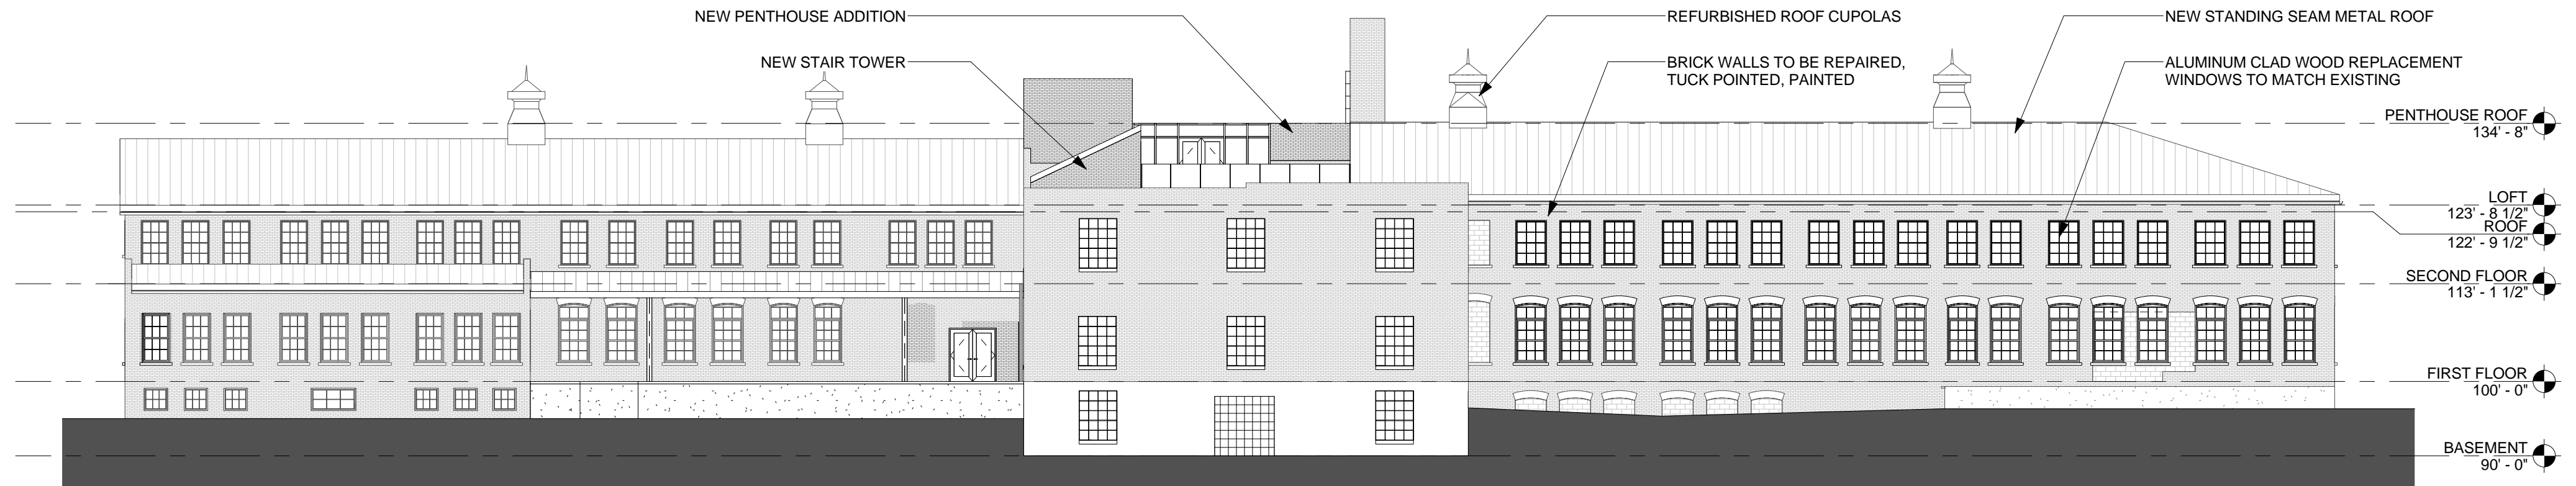 NEW PENTHOUSE ADDITION
NEW STAIR TOWER
REFURBISHED ROOF CUPOLAS
BRICK WALLS TO BE REPAIRED,
TUCK POINTED, PAINTED
NEW STANDING SEAM METAL ROOF
ALUMINUM CLAD WOOD REPLACEMENT
WINDOWS TO MATCH EXISTING
PENTHOUSE ROOF
134' - 8"
LOFT
123' - 8 1/2"
ROOF
122' - 9 1/2"
SECOND FLOOR
113' - 1 1/2"
FIRST FLOOR
100' - 0"
BASEMENT
90' - 0"